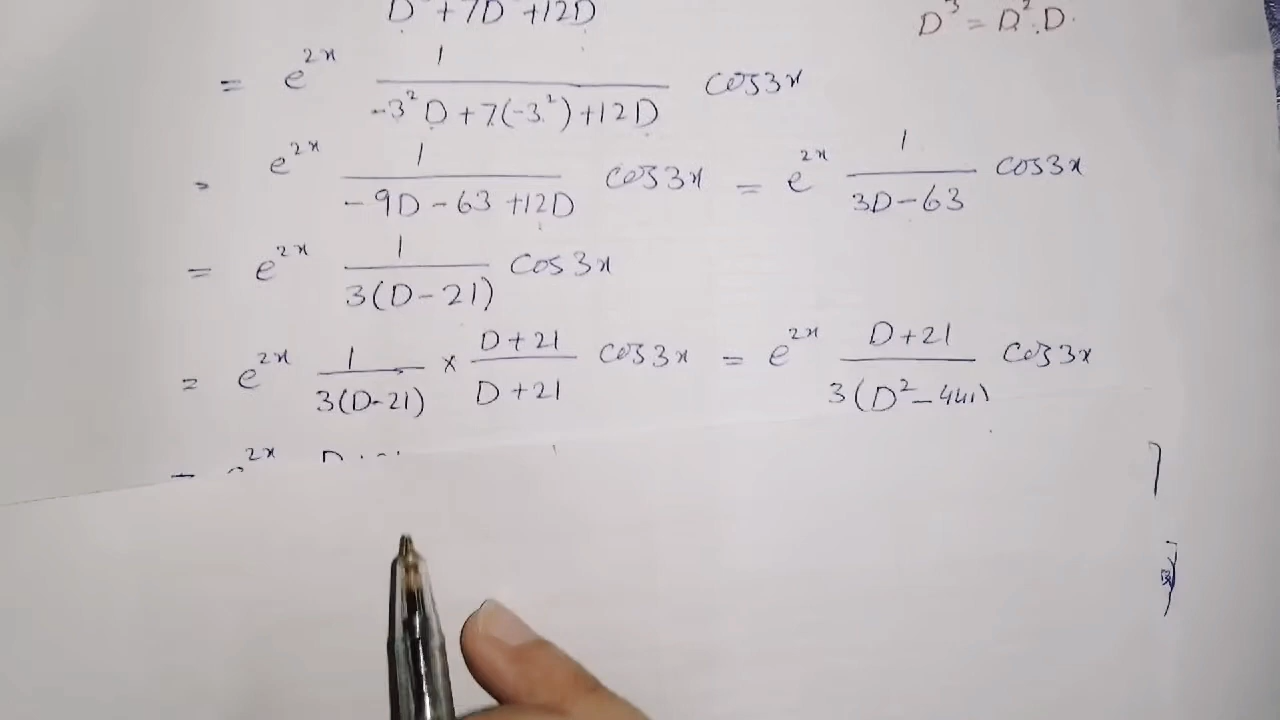 D³ + 7D² + 12D
D³ = D².D.
= e^{2x} 1/(-3²D + 7(-3²) + 12D) cos3x
= e^{2x} 1/(-9D - 63 + 12D) cos3x = e^{2x} 1/(3D - 63) cos3x
= e^{2x} 1/(3(D - 21)) cos3x
= e^{2x} 1/(3(D-21)) × (D + 21)/(D + 21) cos3x = e^{2x} (D + 21)/(3(D² - 441)) cos3x
= e^{2x}